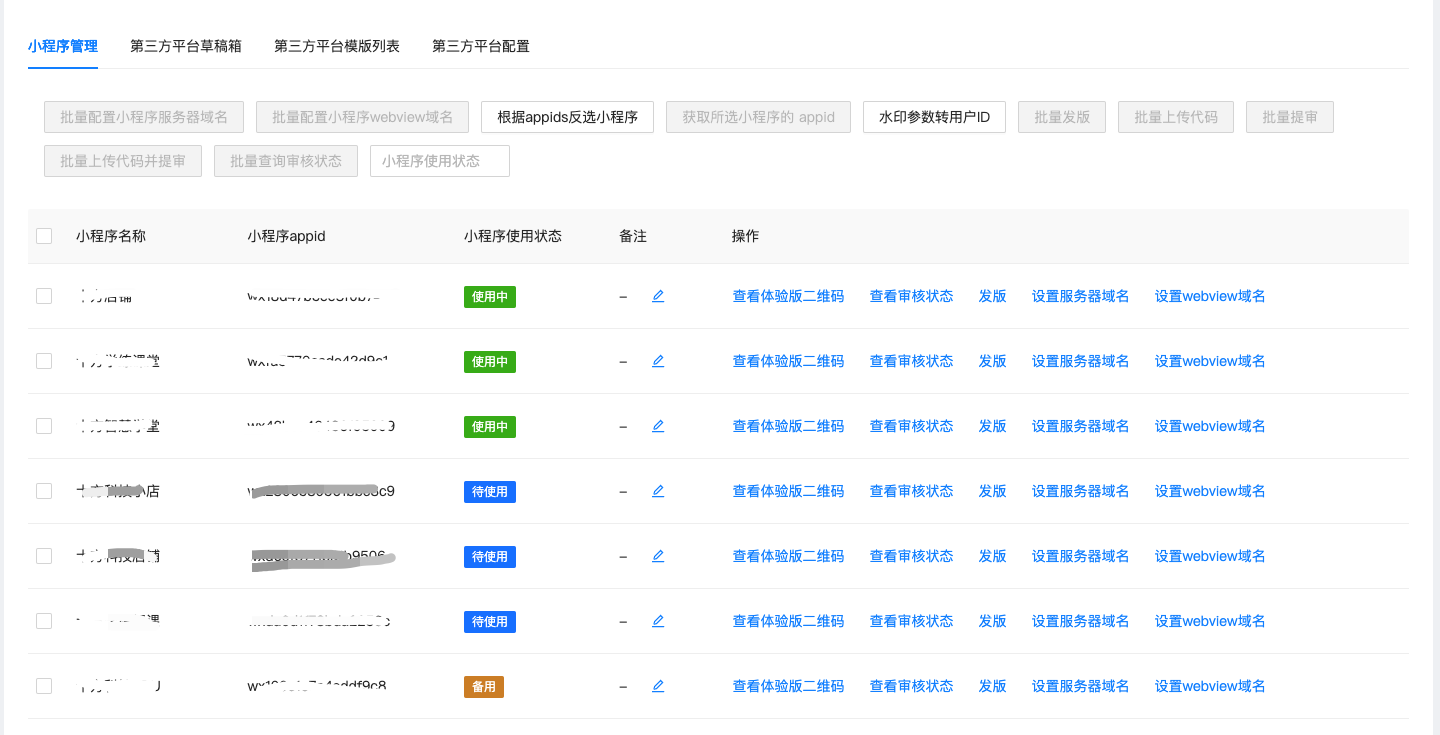 小程序管理 第三方平台草稿箱 第三方平台模版列表 第三方平台配置
批量配置小程序服务器域名 批量配置小程序webview域名 根据appids反选小程序 获取所选小程序的 appid 水印参数转用户ID 批量发版 批量上传代码 批量提审
批量上传代码并提审 批量查询审核状态 小程序使用状态
小程序名称 小程序appid 小程序使用状态 备注 操作
使用中 – 查看体验版二维码 查看审核状态 发版 设置服务器域名 设置webview域名
使用中 – 查看体验版二维码 查看审核状态 发版 设置服务器域名 设置webview域名
使用中 – 查看体验版二维码 查看审核状态 发版 设置服务器域名 设置webview域名
待使用 – 查看体验版二维码 查看审核状态 发版 设置服务器域名 设置webview域名
待使用 – 查看体验版二维码 查看审核状态 发版 设置服务器域名 设置webview域名
待使用 – 查看体验版二维码 查看审核状态 发版 设置服务器域名 设置webview域名
备用 – 查看体验版二维码 查看审核状态 发版 设置服务器域名 设置webview域名